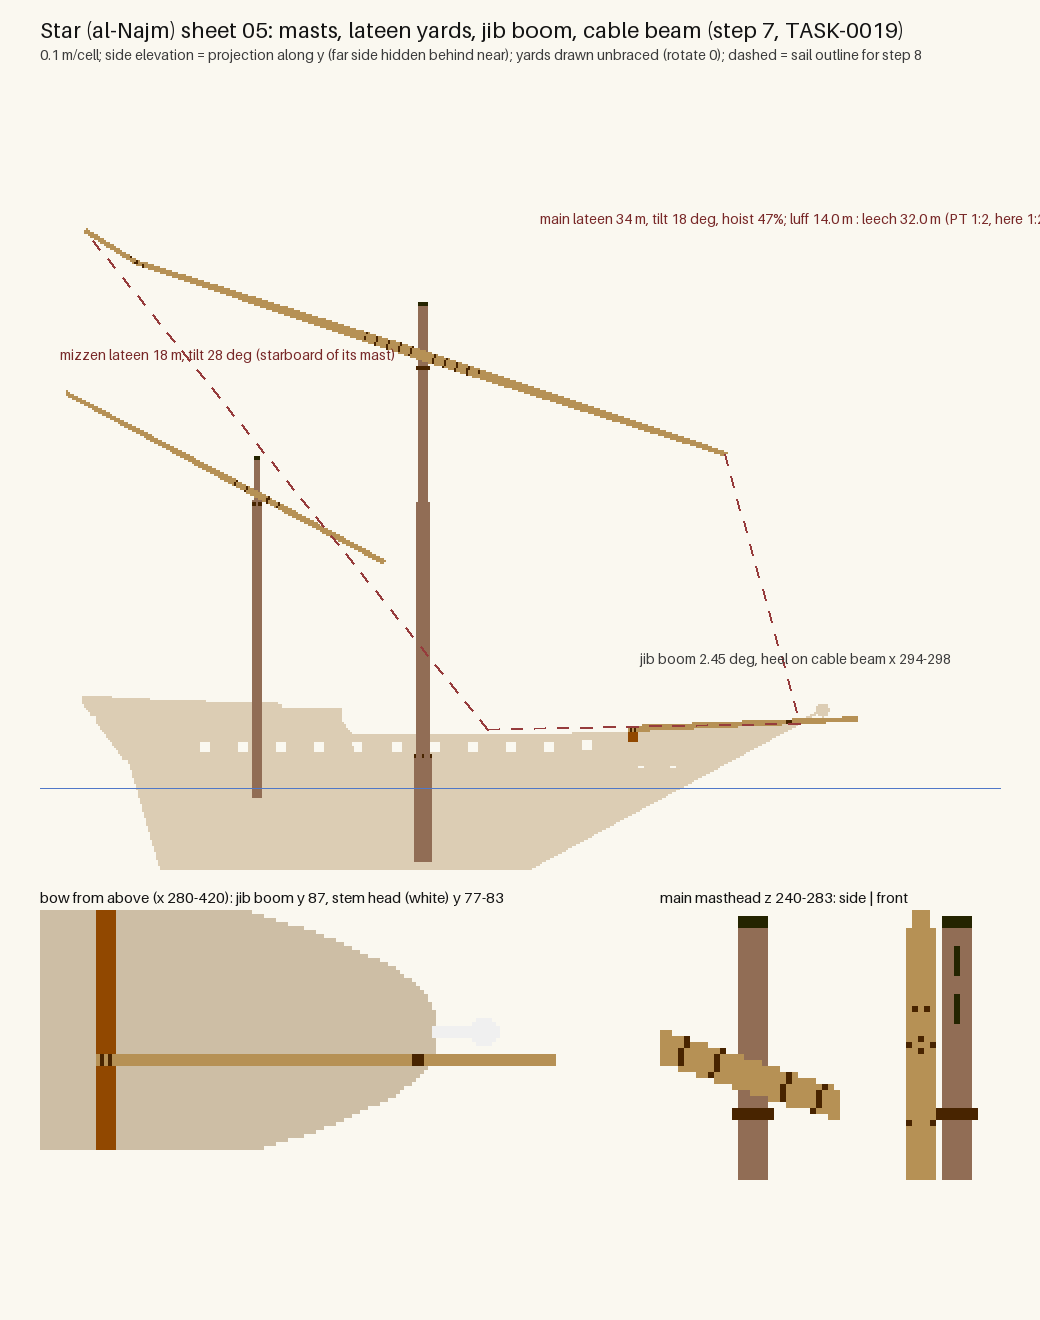 Star (al-Najm) sheet 05: masts, lateen yards, jib boom, cable beam (step 7, TASK-0019)
0.1 m/cell; side elevation = projection along y (far side hidden behind near); yards drawn unbraced (rotate 0); dashed = sail outline for step 8
main lateen 34 m, tilt 18 deg, hoist 47%; luff 14.0 m : leech 32.0 m (PT 1:2, here 1:2
mizzen lateen 18 m, tilt 28 deg (starboard of its mast)
jib boom 2.45 deg, heel on cable beam x 294-298
bow from above (x 280-420): jib boom y 87, stem head (white) y 77-83
main masthead z 240-283: side | front